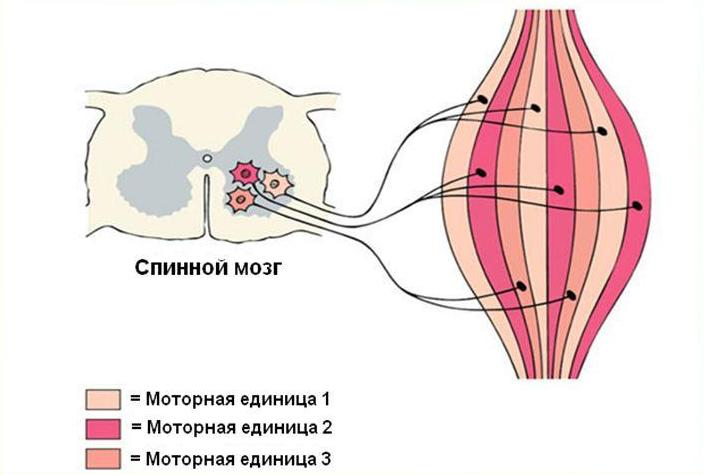 Спинной мозг
= Моторная единица 1
= Моторная единица 2
= Моторная единица 3